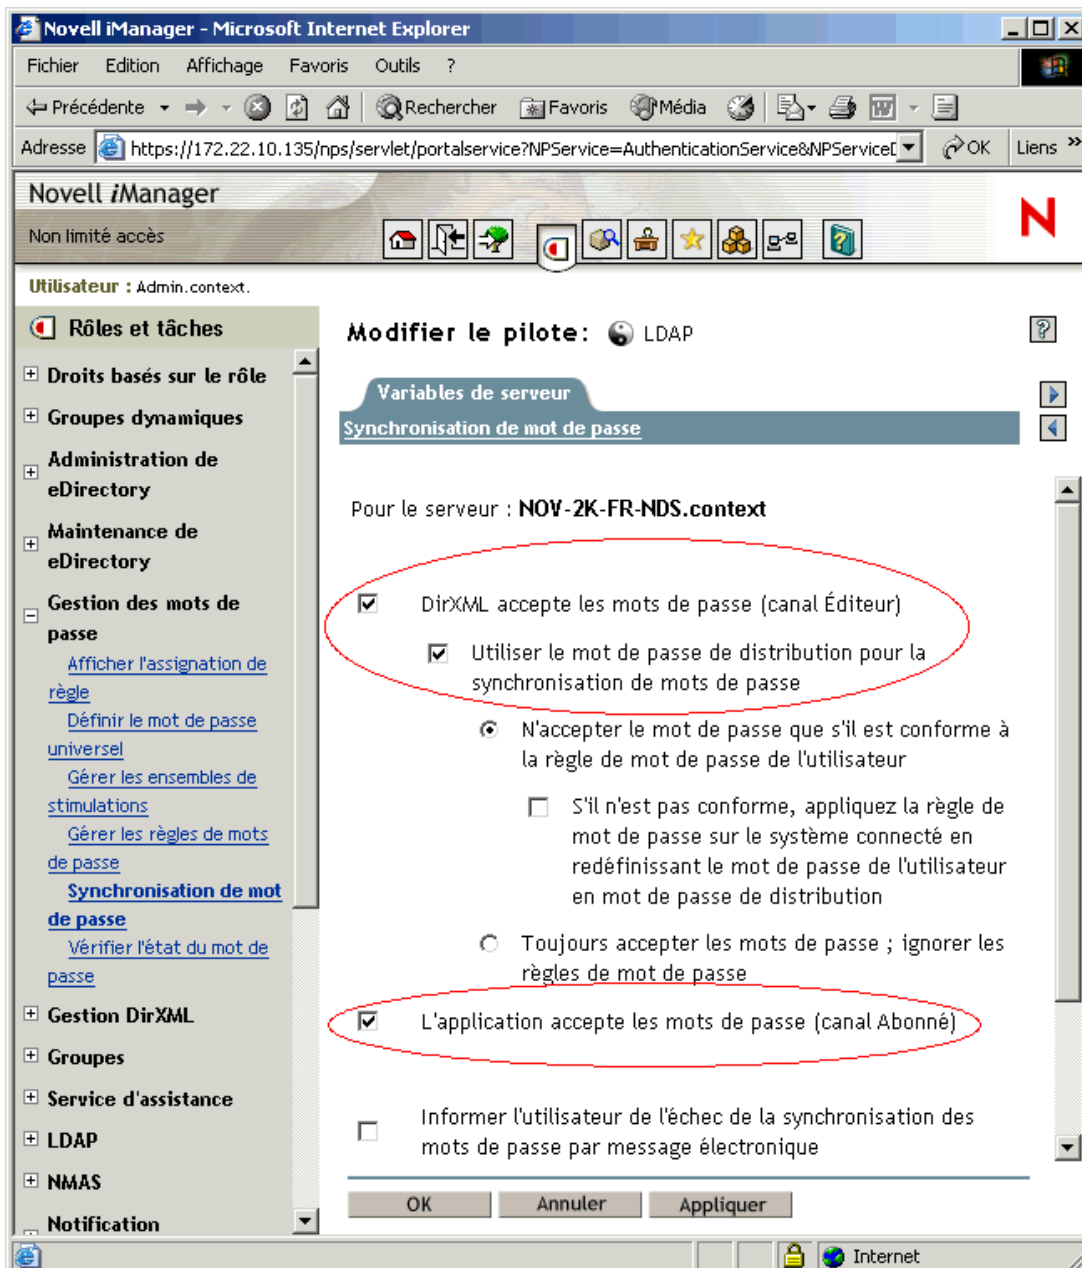 Novell iManager - Microsoft Internet Explorer
Fichier Edition Affichage Favoris Outils ?
Précédente Rechercher Favoris Média
Adresse https://172.22.10.135/nps/servlet/portalservice?NPService=AuthenticationService&NPServiceD OK Liens »
Novell iManager
Non limité accès
N
Utilisateur : Admin.context.
Rôles et tâches
Droits basés sur le rôle
Groupes dynamiques
Administration de
eDirectory
Maintenance de
eDirectory
Gestion des mots de
passe
Afficher l'assignation de
règle
Définir le mot de passe
universel
Gérer les ensembles de
stimulations
Gérer les règles de mots
de passe
Synchronisation de mot
de passe
Vérifier l'état du mot de
passe
Gestion DirXML
Groupes
Service d'assistance
LDAP
NMAS
Notification
Modifier le pilote: LDAP
Variables de serveur
Synchronisation de mot de passe
Pour le serveur : NOV-2K-FR-NDS.context
DirXML accepte les mots de passe (canal Éditeur)
Utiliser le mot de passe de distribution pour la
synchronisation de mots de passe
N'accepter le mot de passe que s'il est conforme à
la règle de mot de passe de l'utilisateur
S'il n'est pas conforme, appliquez la règle de
mot de passe sur le système connecté en
redéfinissant le mot de passe de l'utilisateur
en mot de passe de distribution
Toujours accepter les mots de passe ; ignorer les
règles de mot de passe
L'application accepte les mots de passe (canal Abonné)
Informer l'utilisateur de l'échec de la synchronisation des
mots de passe par message électronique
OK Annuler Appliquer
Internet